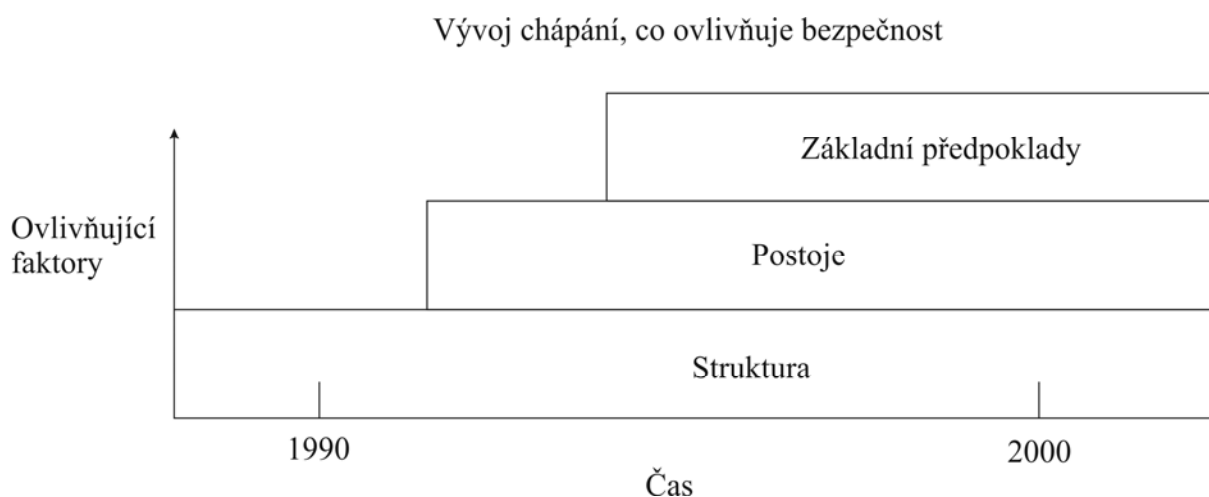 Vývoj chápání, co ovlivňuje bezpečnost
Základní předpoklady
Ovlivňující
faktory
Postoje
Struktura
1990
2000
Čas